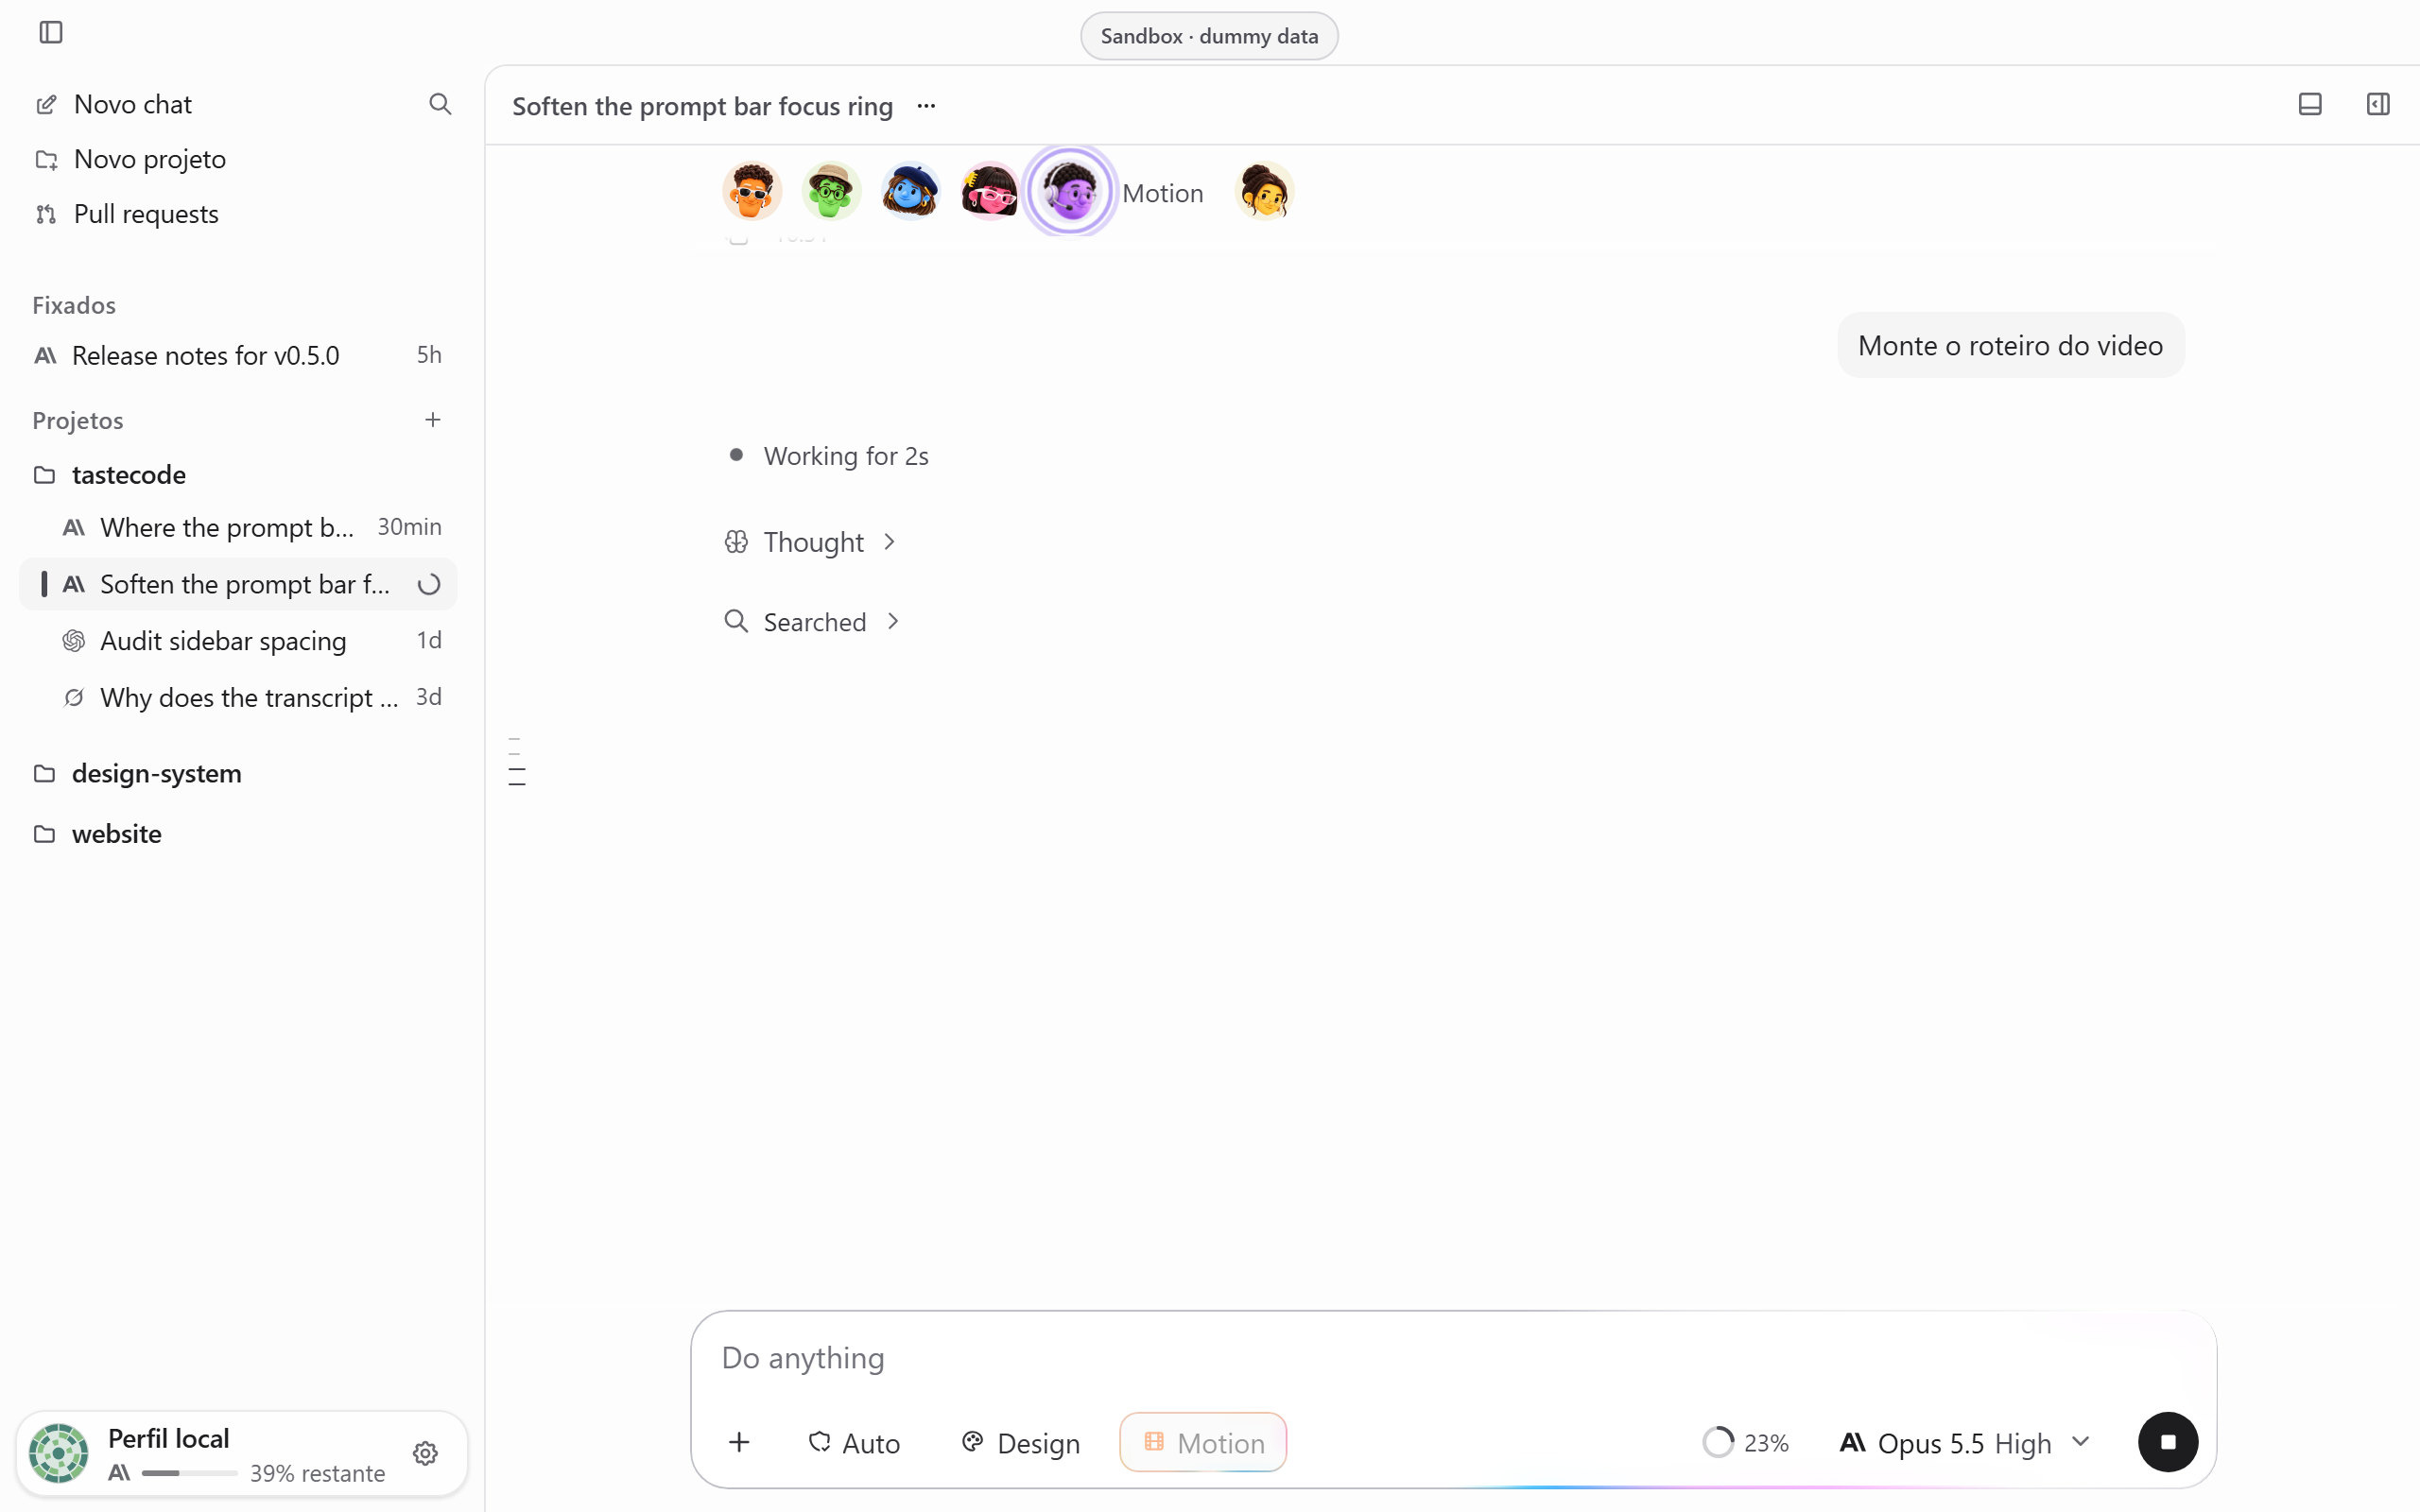 Sandbox · dummy data
Novo chat
Novo projeto
Pull requests
Fixados
Release notes for v0.5.0 5h
Projetos
tastecode
Where the prompt b... 30min
Soften the prompt bar f...
Audit sidebar spacing 1d
Why does the transcript ... 3d
design-system
website
Perfil local
39% restante
Soften the prompt bar focus ring
Motion
Monte o roteiro do video
Working for 2s
Thought
Searched
Do anything
Auto Design Motion 23% Opus 5.5 High